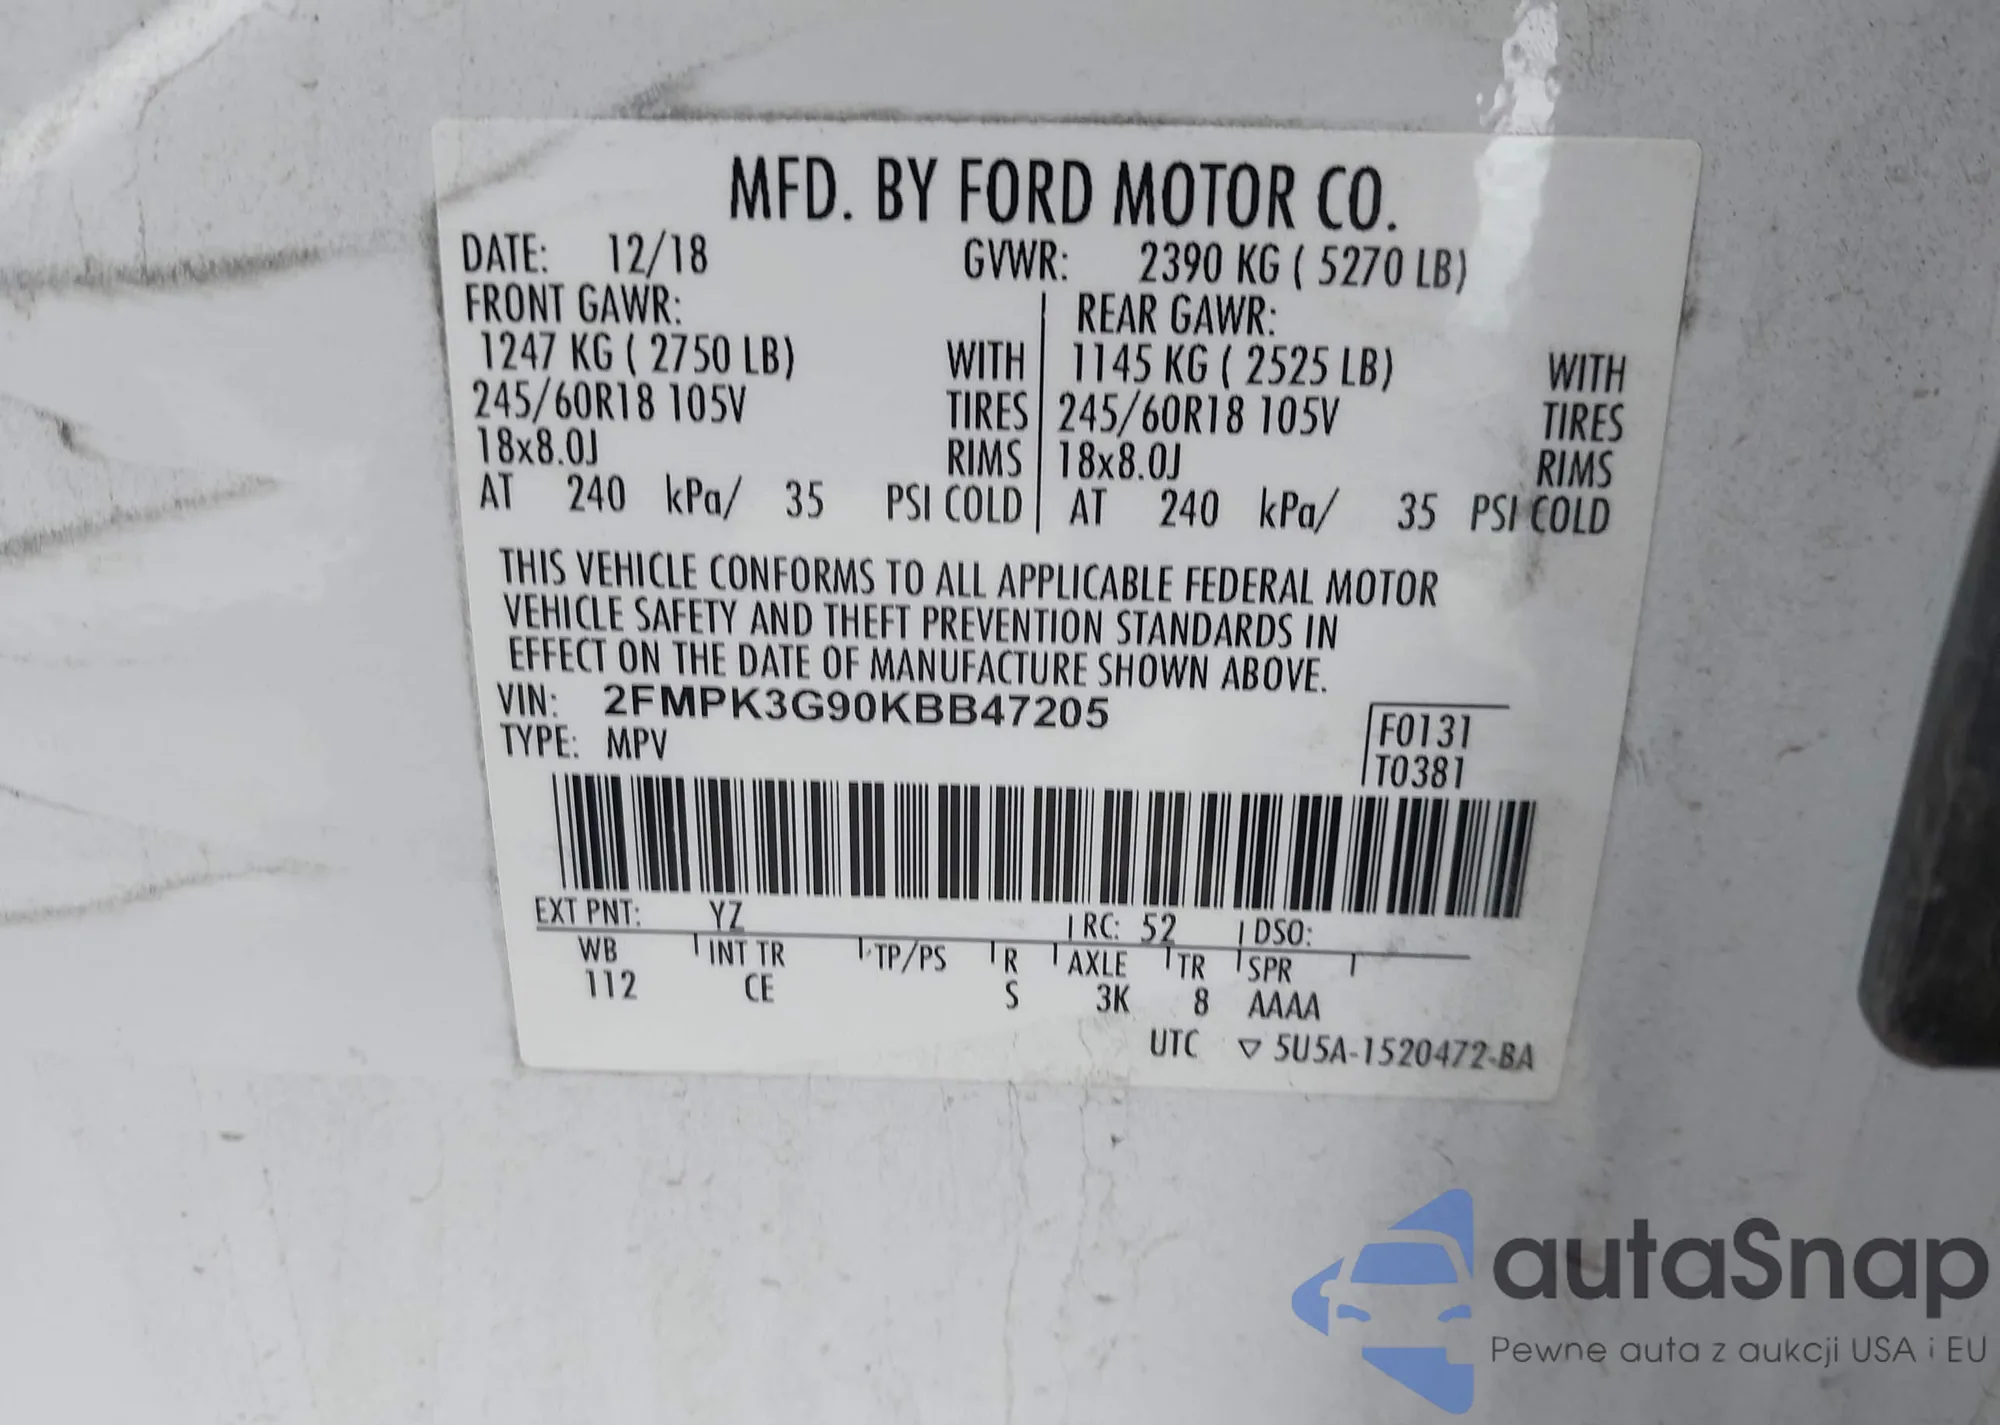 MFD. BY FORD MOTOR CO.
DATE: 12/18 GVWR: 2390 KG ( 5270 LB)
FRONT GAWR: REAR GAWR:
1247 KG ( 2750 LB) WITH 1145 KG ( 2525 LB) WITH
245/60R18 105V TIRES 245/60R18 105V TIRES
18x8.0J RIMS 18x8.0J RIMS
AT 240 kPa/ 35 PSI COLD AT 240 kPa/ 35 PSI COLD
THIS VEHICLE CONFORMS TO ALL APPLICABLE FEDERAL MOTOR
VEHICLE SAFETY AND THEFT PREVENTION STANDARDS IN
EFFECT ON THE DATE OF MANUFACTURE SHOWN ABOVE.
VIN: 2FMPK3G90KBB47205
TYPE: MPV
F0131
T0381
EXT PNT: YZ RC: 52 DSO:
WB INT TR TP/PS R AXLE TR SPR
112 CE S 3K 8 AAAA
UTC ▽ 5U5A-1520472-BA
autaSnap
Pewne auta z aukcji USA i EU